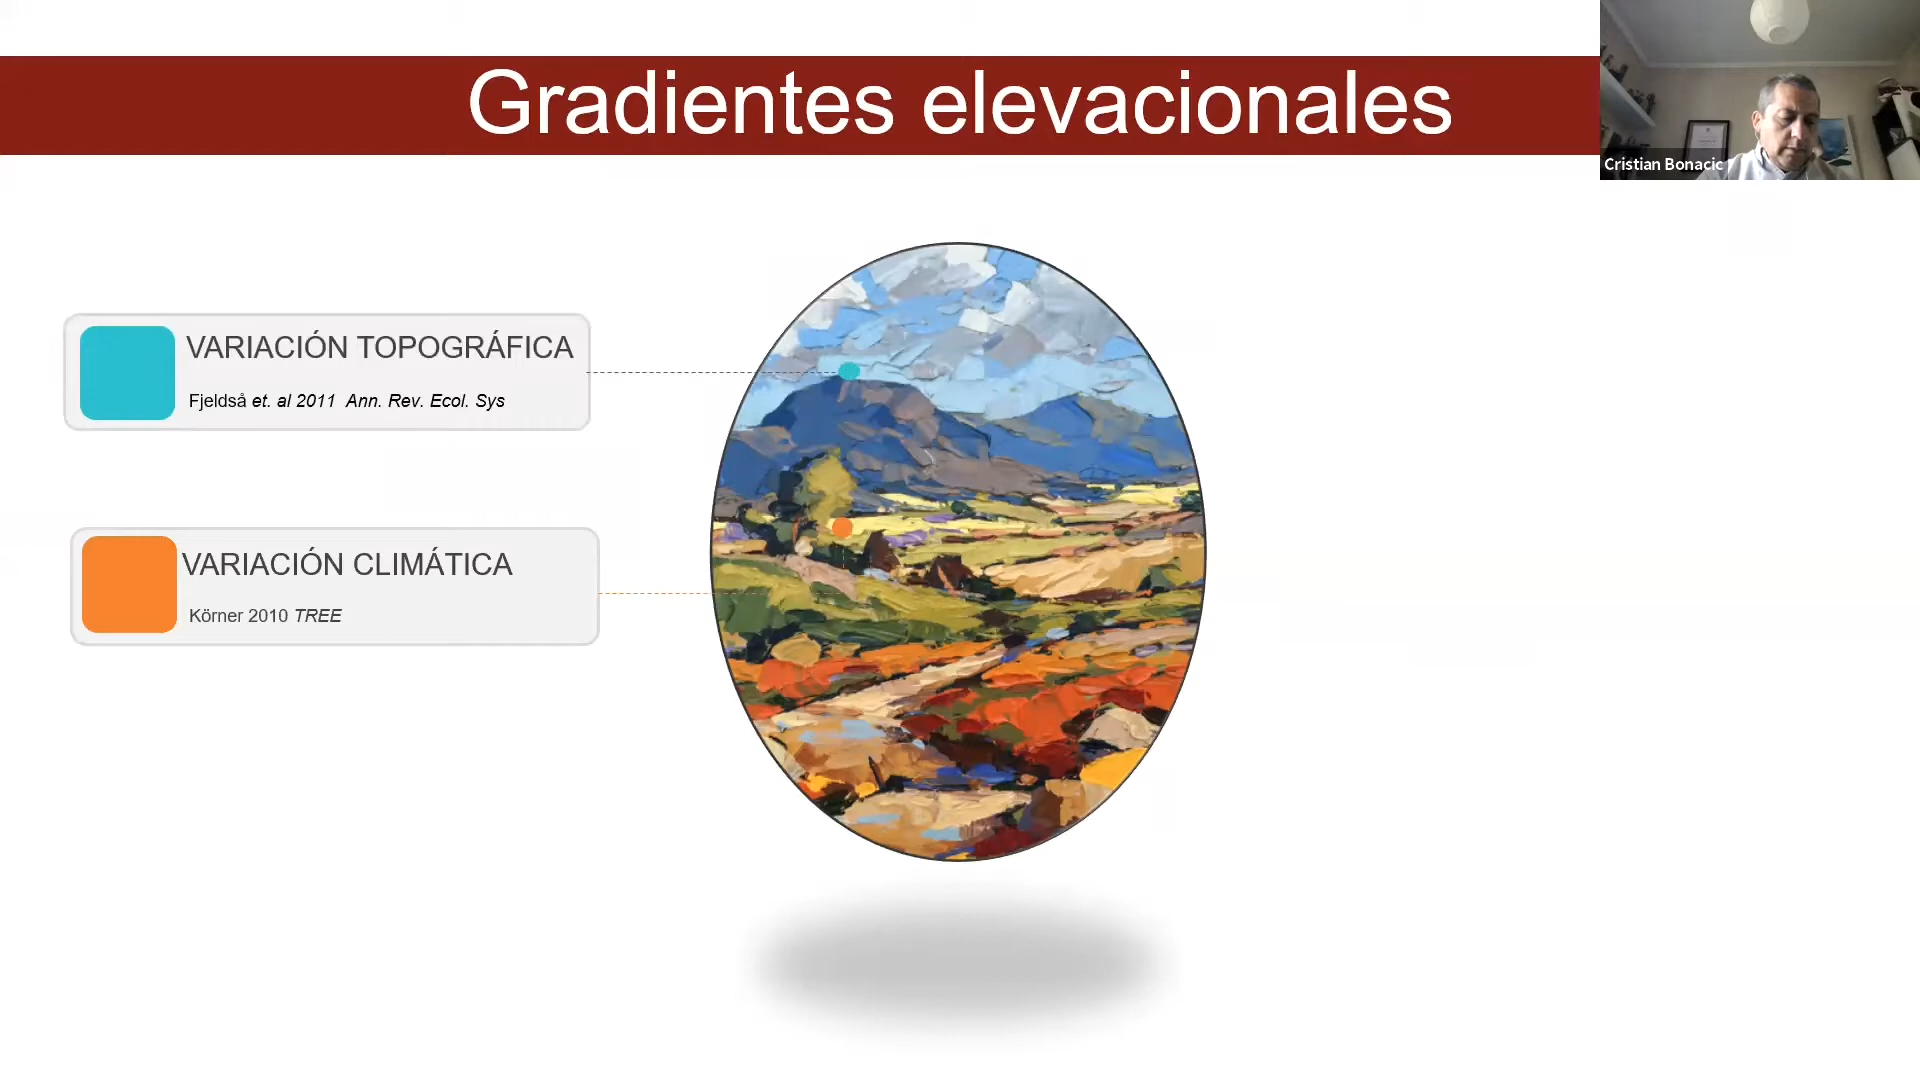 Gradientes elevacionales
Cristian Bonacic
VARIACIÓN TOPOGRÁFICA
Fjeldså et. al 2011 Ann. Rev. Ecol. Sys
VARIACIÓN CLIMÁTICA
Körner 2010 TREE